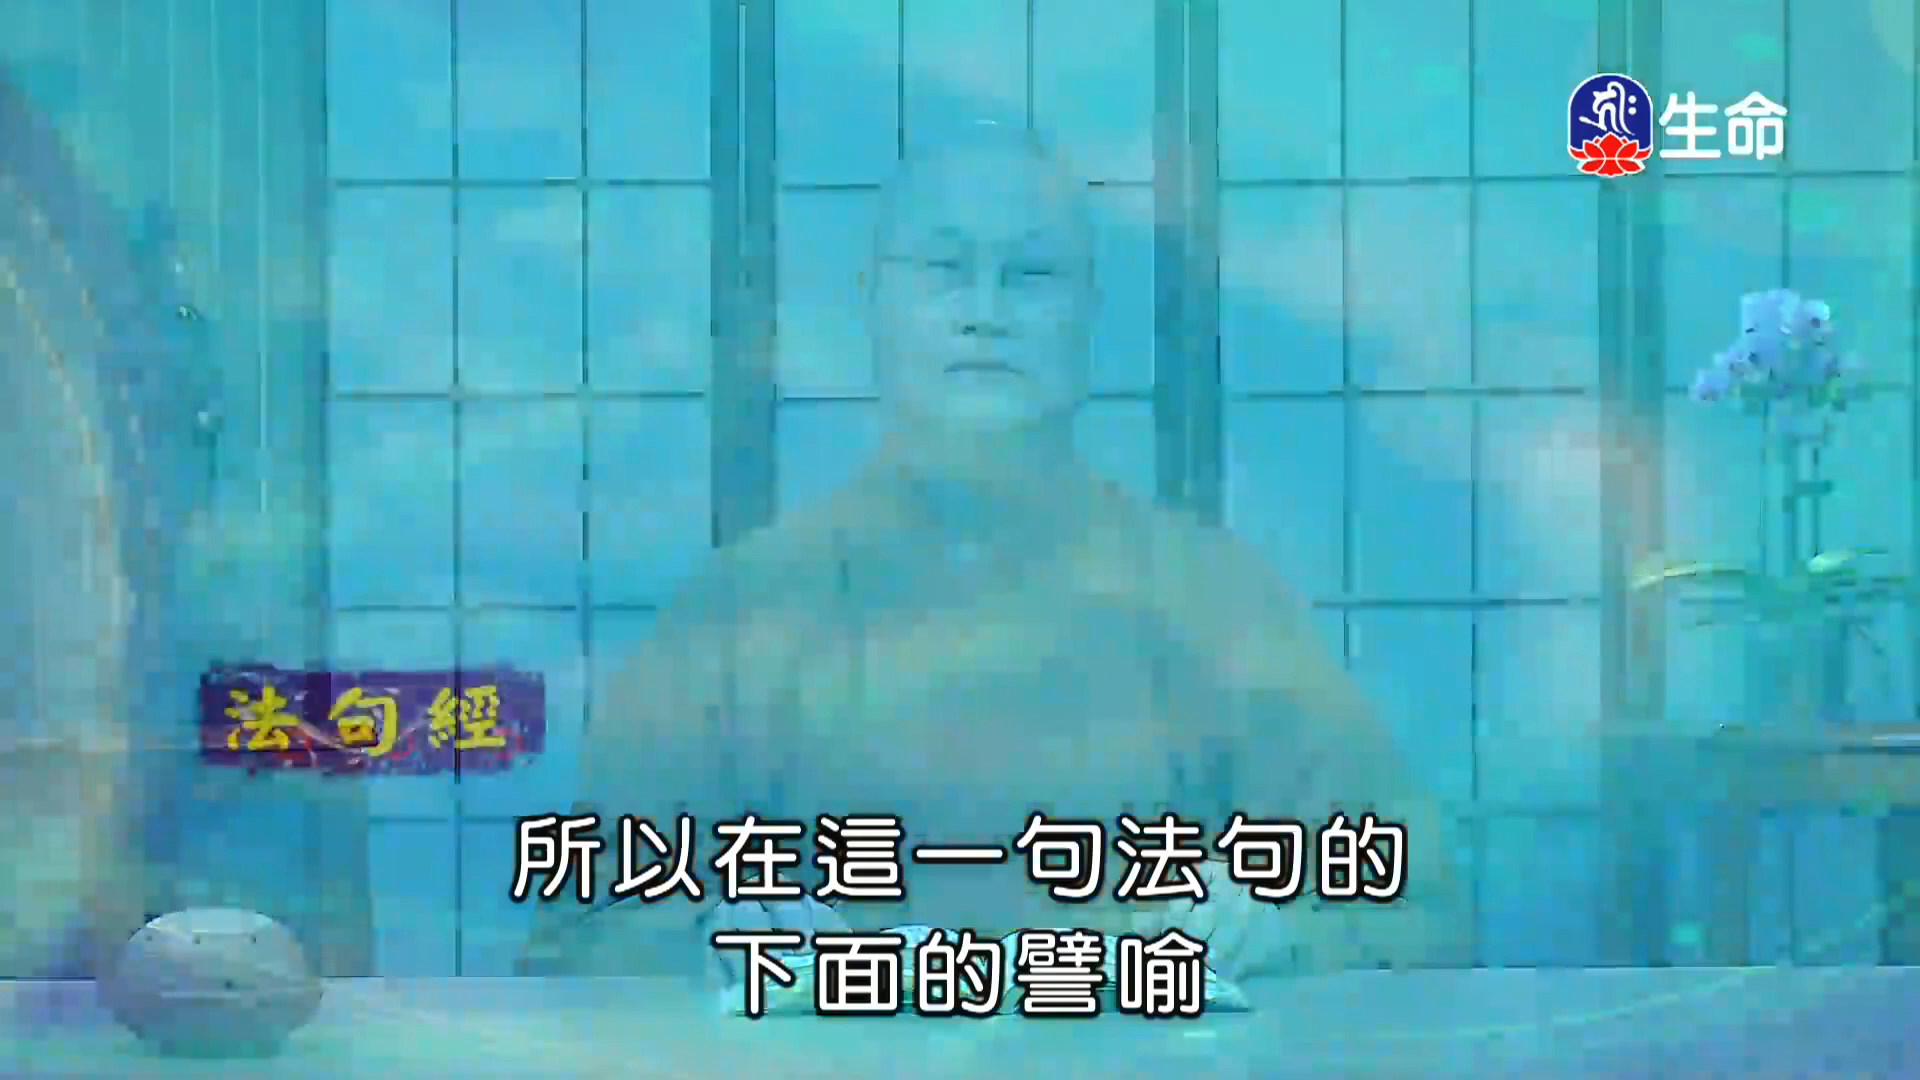 生命
法句經
所以在這一句法句的
下面的譬喻